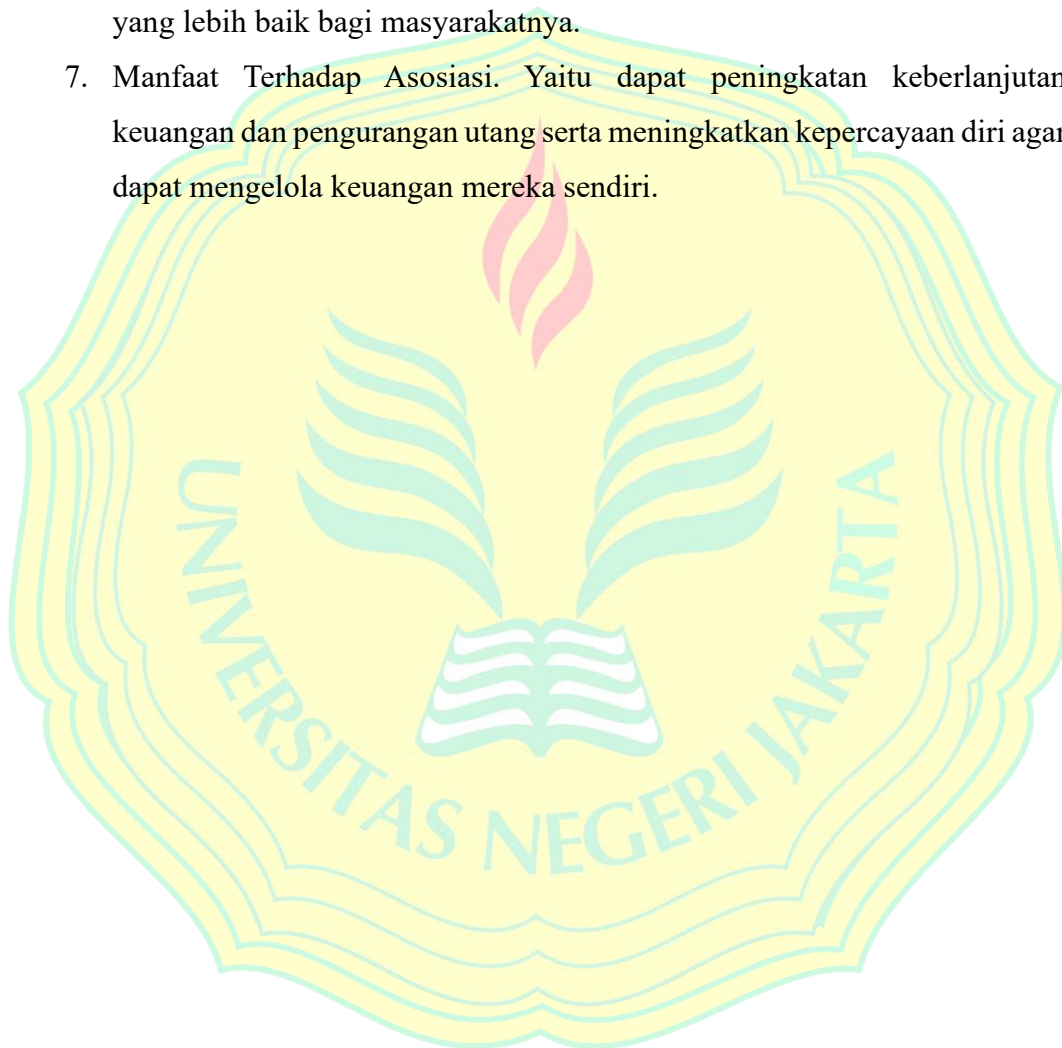 yang lebih baik bagi masyarakatnya.
7. Manfaat Terhadap Asosiasi. Yaitu dapat peningkatan keberlanjutan
keuangan dan pengurangan utang serta meningkatkan kepercayaan diri agar
dapat mengelola keuangan mereka sendiri.
UNIVERSITAS NEGERI JAKARTA